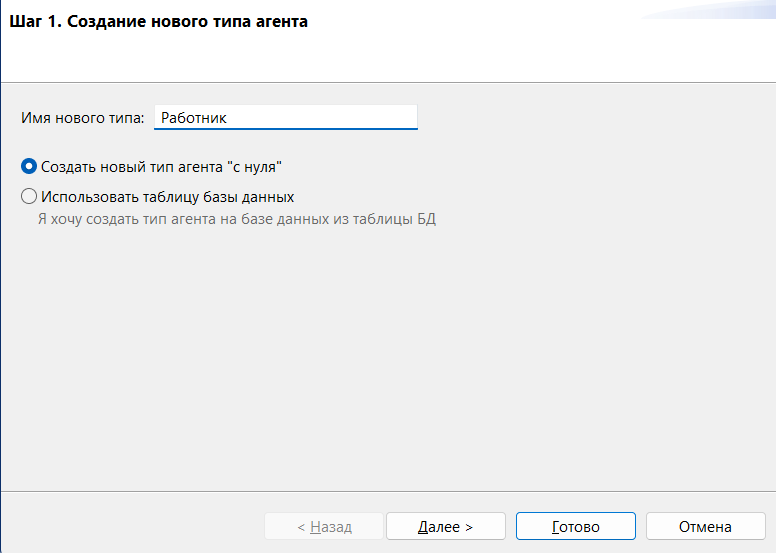 Шаг 1. Создание нового типа агента
Имя нового типа: Работник
Создать новый тип агента "с нуля"
Использовать таблицу базы данных
Я хочу создать тип агента на базе данных из таблицы БД
< Назад Далее > Готово Отмена